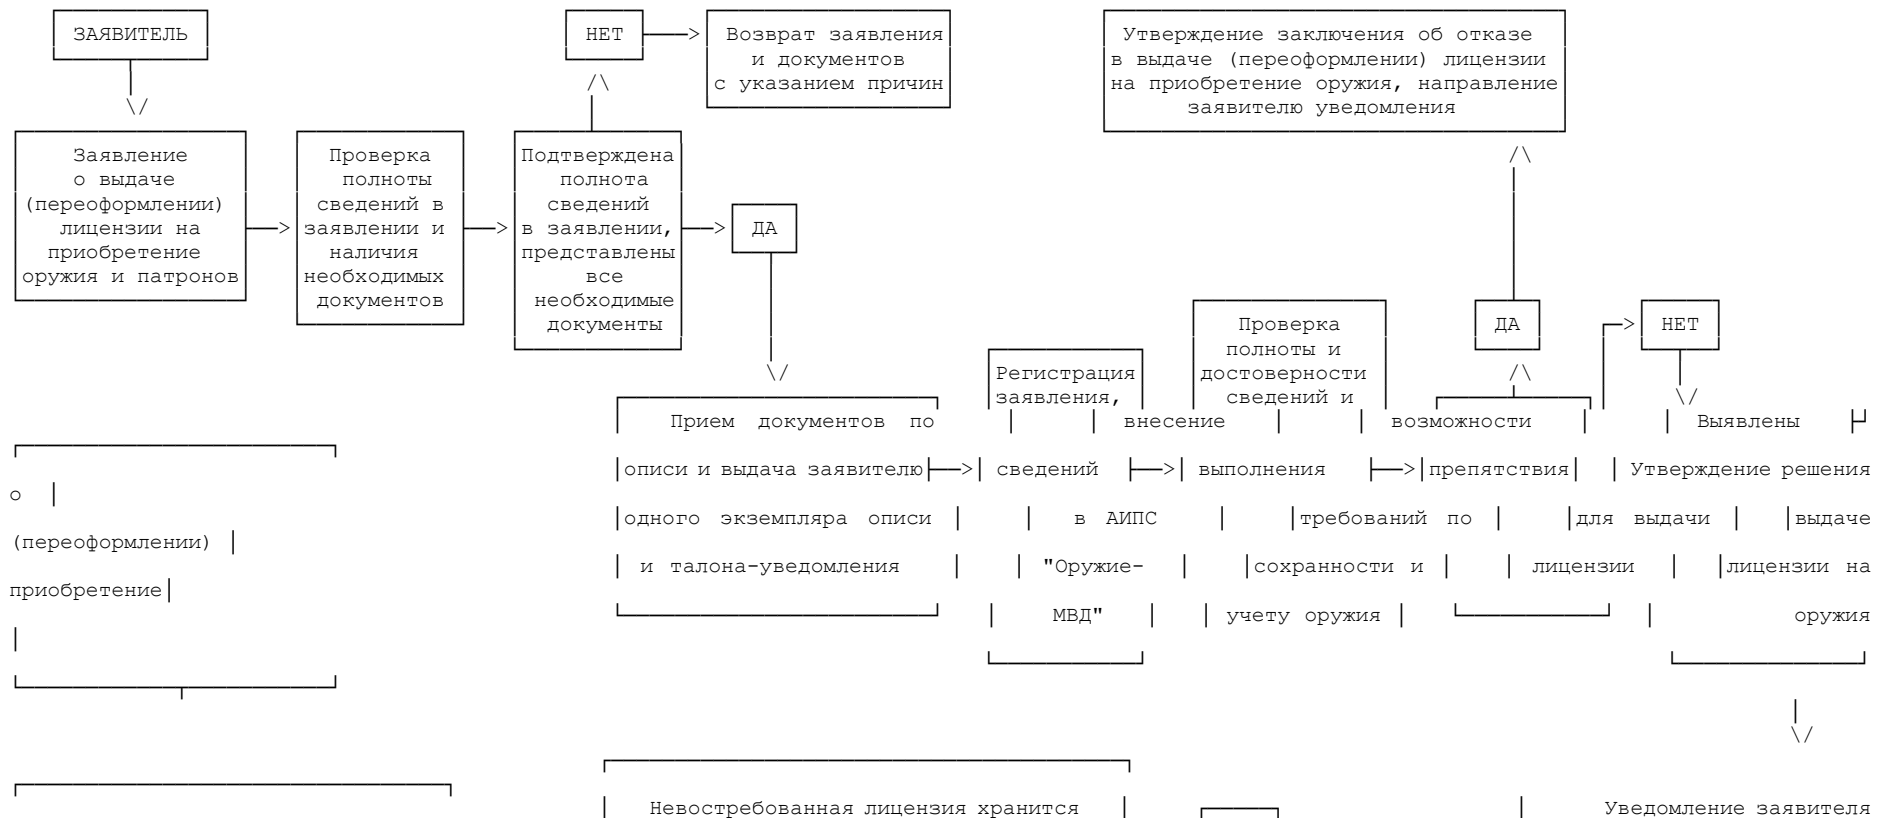 ЗАЯВИТЕЛЬ
НЕТ
Возврат заявления
и документов
с указанием причин
Утверждение заключения об отказе
в выдаче (переоформлении) лицензии
на приобретение оружия, направление
заявителю уведомления
Заявление
о выдаче
(переоформлении)
лицензии на
приобретение
оружия и патронов
Проверка
полноты
сведений в
заявлении и
наличия
необходимых
документов
Подтверждена
полнота
сведений
в заявлении,
представлены
все
необходимые
документы
ДА
ДА
НЕТ
Проверка
полноты и
достоверности
сведений и
Регистрация
заявления,
Прием документов по внесение возможности Выявлены
описи и выдача заявителю сведений выполнения препятствия Утверждение решения
о
одного экземпляра описи в АИПС требований по для выдачи выдаче
(переоформлении)
и талона-уведомления "Оружие- сохранности и лицензии лицензии на
приобретение
МВД" учету оружия оружия
Невостребованная лицензия хранится Уведомление заявителя